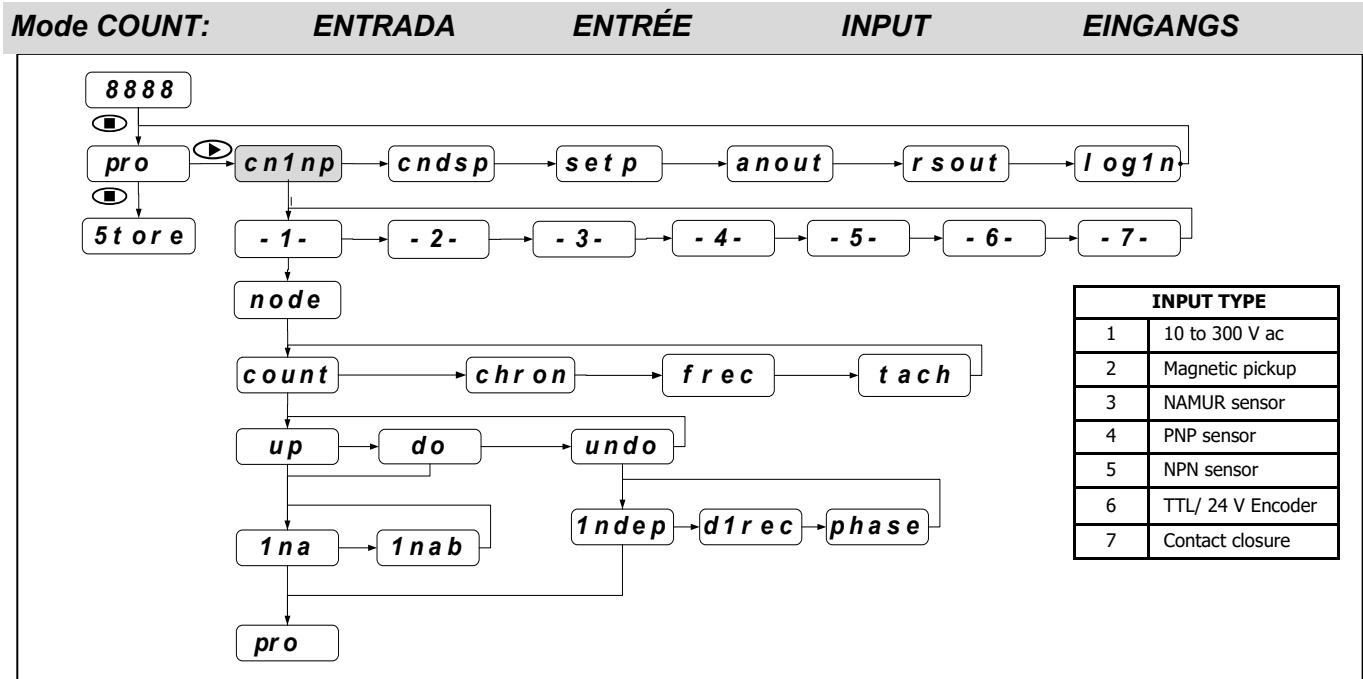 Mode COUNT: ENTRADA ENTRÉE INPUT EINGANGS
8888
pro cn1np cndsp setp anout rsout log1n
5tore -1- -2- -3- -4- -5- -6- -7-
node
INPUT TYPE
1 10 to 300 V ac
2 Magnetic pickup
3 NAMUR sensor
4 PNP sensor
5 NPN sensor
6 TTL/ 24 V Encoder
7 Contact closure
count chron frec tach
up do undo
1ndep d1rec phase
1na 1nab
pro